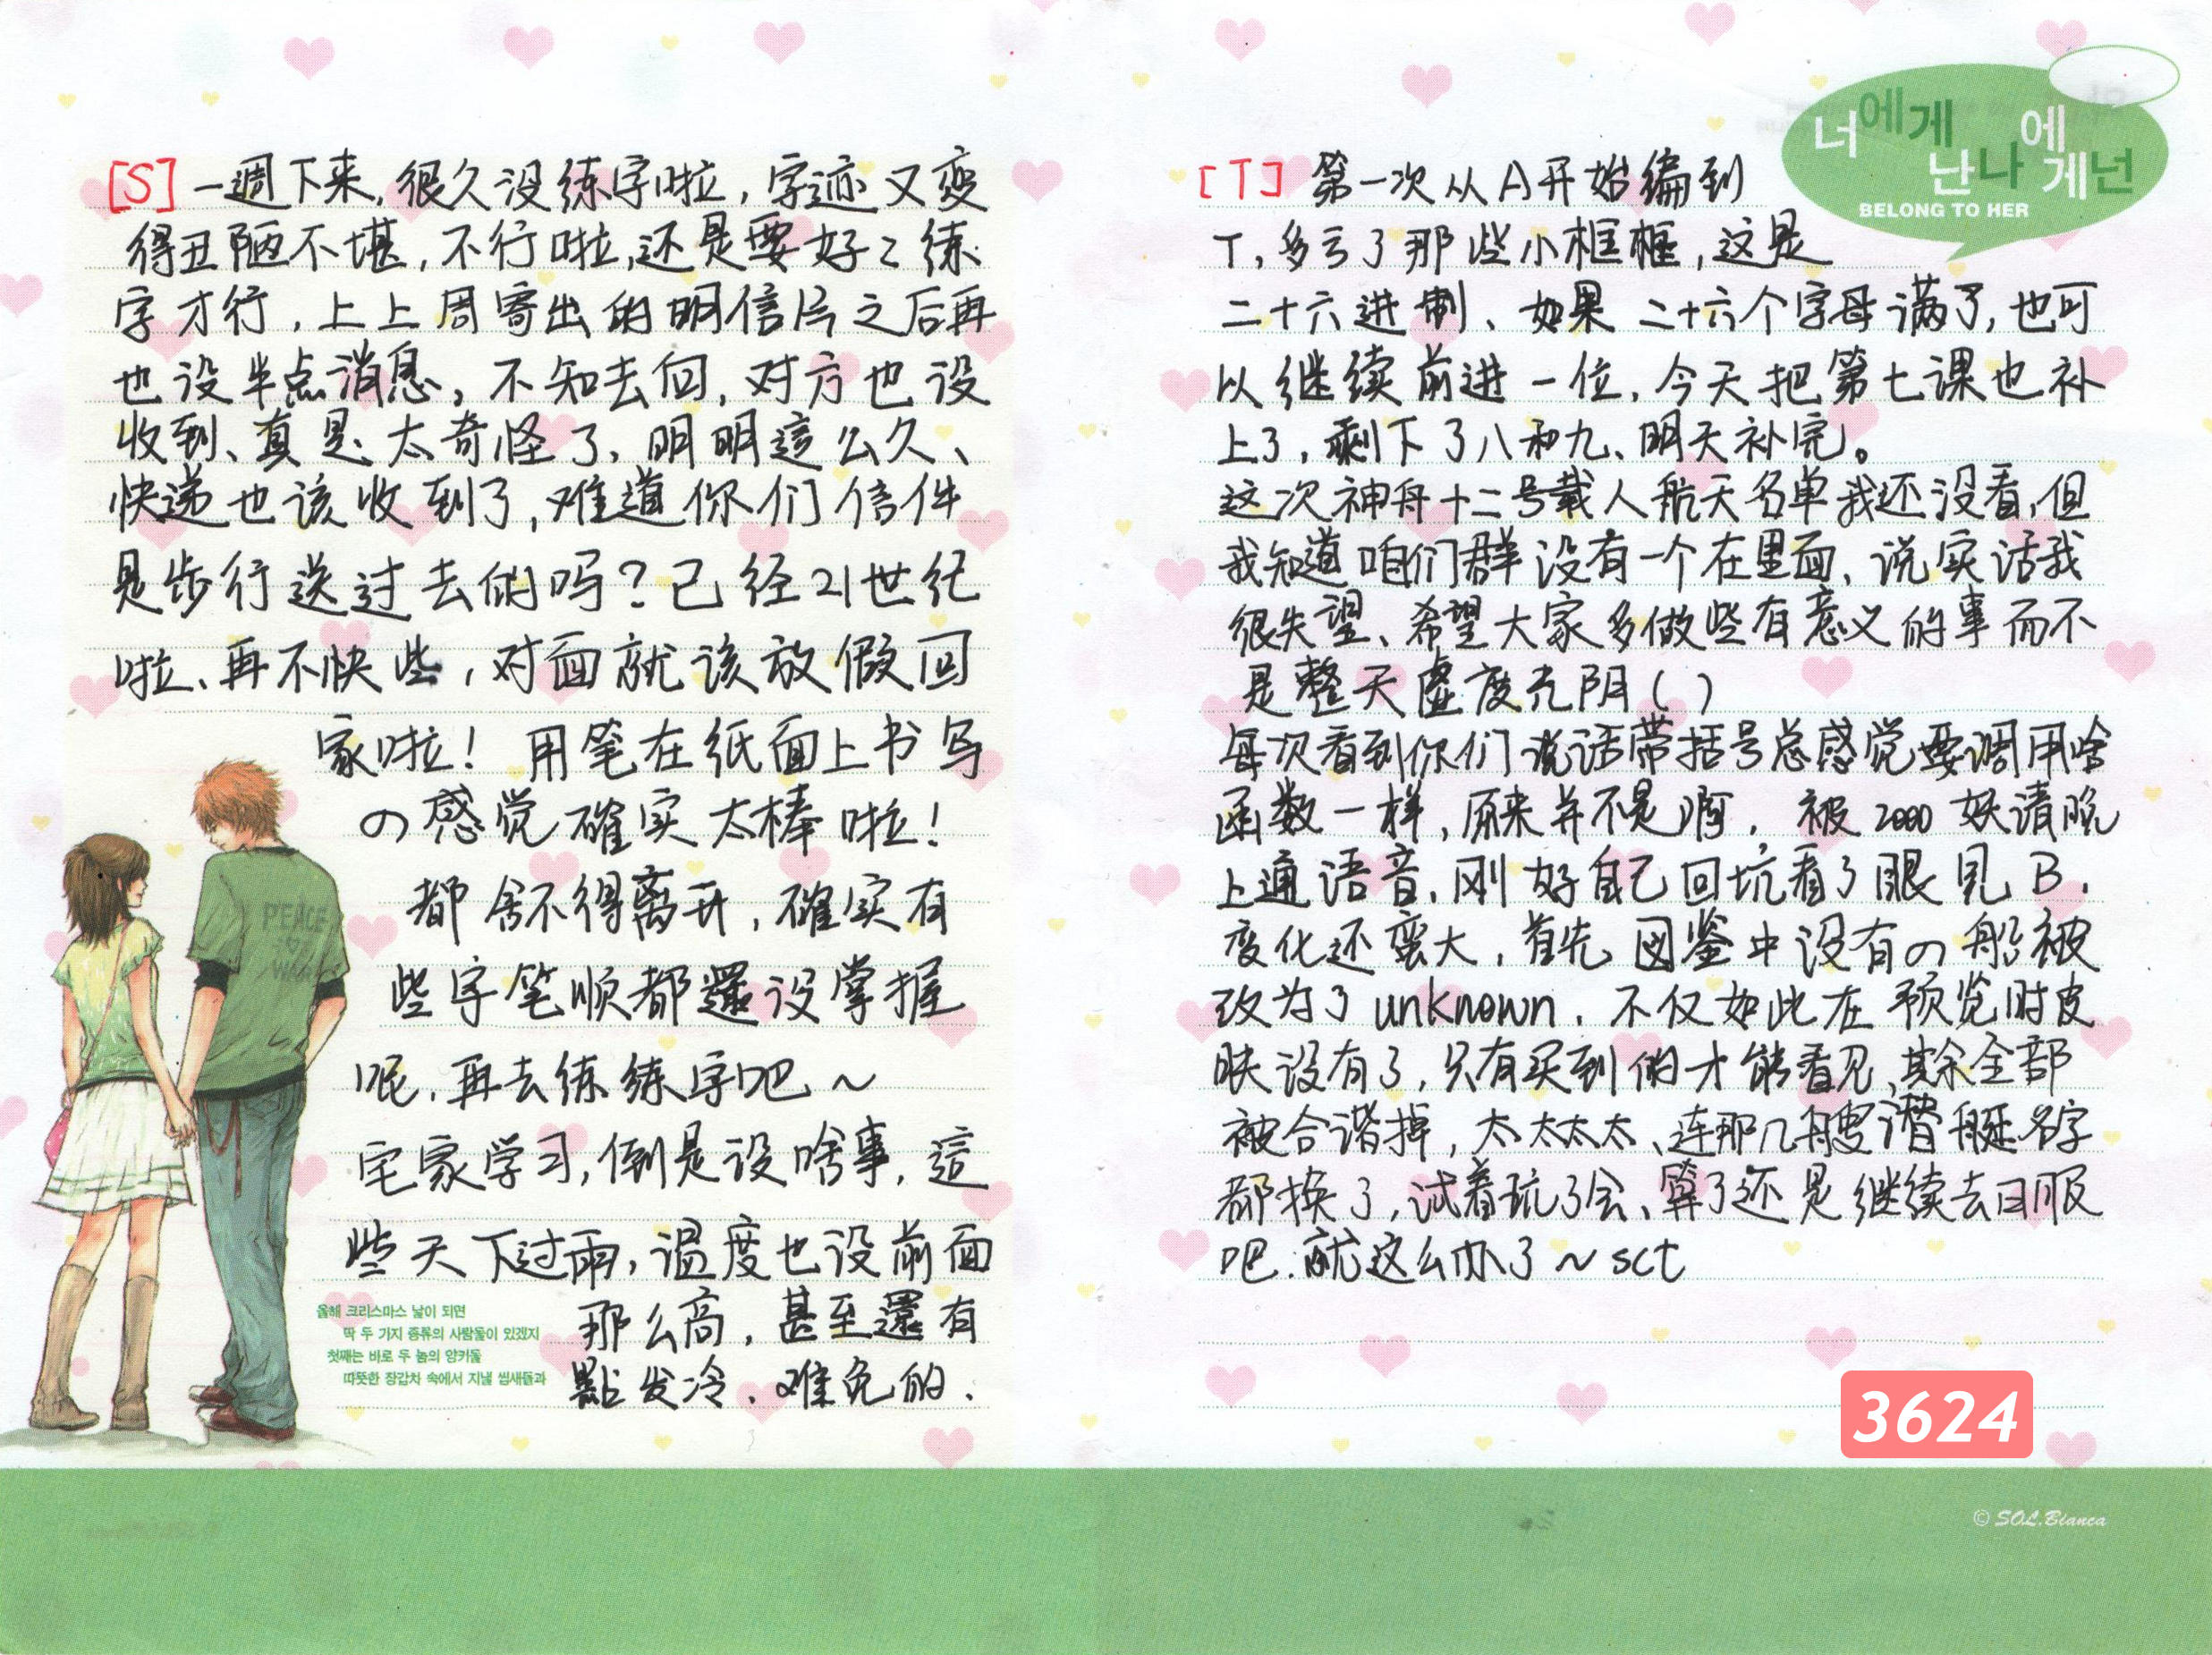 [S] 一週下来，很久没练字啦，字迹又变
得丑陋不堪，不行啦，还是要好々练
字才行，上上周寄出的明信片之后再
也没半点消息，不知去向，对方也没
收到、真是太奇怪了、明明這么久、
快递也该收到了，难道你们信件
是步行送过去的吗？已经21世纪
啦、再不快些，对面就该放假回
家啦！用笔在纸面上书写
の感觉確实太棒啦！
都舍不得离开，確实有
些字笔顺都還没掌握
呢，再去练练字吧～
宅家学习，倒是没啥事，這
些天下过雨，温度也没前面
那么高，甚至還有
點发冷、难免的．
올해 크리스마스 날이 되면
딱 두 가지 종류의 사람들이 있겠지
첫째는 바로 두 놈의 양커들
따뜻한 장갑차 속에서 지낼 씹새들과
너에게 난 나에게 넌
BELONG TO HER
[T] 第一次从A开始编到
T，多亏了那些小框框，这是
二十六进制、如果二十六个字母满了，也可
以继续前进一位，今天把第七课也补
上了，剩下了八和九、明天补完。
这次神舟十二号载人航天名单我还没看，但
我知道咱们群没有一个在里面、说实话我
很失望、希望大家多做些有意义的事而不
是整天虚度光阴（）
每次看到你们说话带括号总感觉要调用啥
函数一样，原来并不是啊，被2000妖请晚
上通语音，刚好自己回坑看了眼舰B．
变化还蛮大，首先図鉴中没有の船被
改为了unknown．不仅如此在预览时皮
肤没有了，只有买到的才能看见、其余全部
被合谐掉，太太太太、连那几艘潜艇名字
都换了，试着玩了会、算了还是继续去日服
吧．就这么办了～sct
3624
© SOL.Bianca